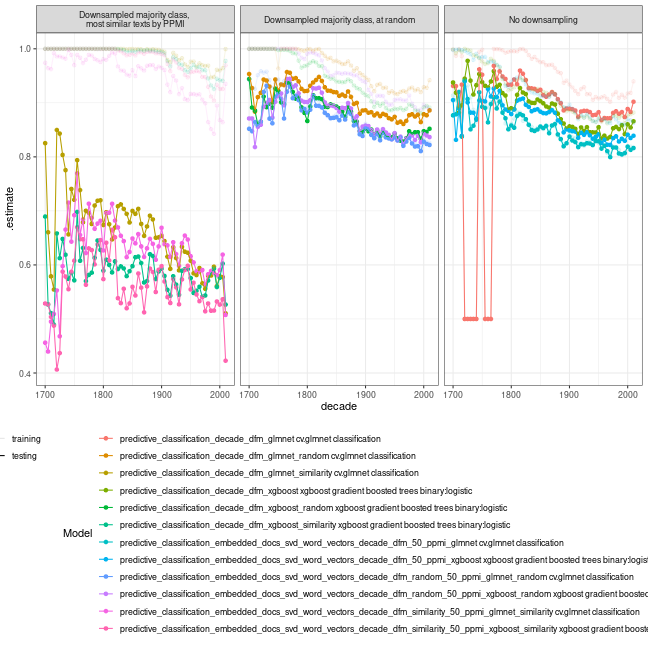 Downsampled majority class,
most similar texts by PPMI
Downsampled majority class, at random
No downsampling
1.0
0.8
0.6
0.4
.estimate
1700 1800 1900 2000
1700 1800 1900 2000
1700 1800 1900 2000
decade
training
testing
Model
predictive_classification_decade_dfm_glmnet cv.glmnet classification
predictive_classification_decade_dfm_glmnet_random cv.glmnet classification
predictive_classification_decade_dfm_glmnet_similarity cv.glmnet classification
predictive_classification_decade_dfm_xgboost xgboost gradient boosted trees binary:logistic
predictive_classification_decade_dfm_xgboost_random xgboost gradient boosted trees binary:logistic
predictive_classification_decade_dfm_xgboost_similarity xgboost gradient boosted trees binary:logistic
predictive_classification_embedded_docs_svd_word_vectors_decade_dfm_50_ppmi_glmnet cv.glmnet classification
predictive_classification_embedded_docs_svd_word_vectors_decade_dfm_50_ppmi_xgboost xgboost gradient boosted trees binary:logist
predictive_classification_embedded_docs_svd_word_vectors_decade_dfm_random_50_ppmi_glmnet_random cv.glmnet classification
predictive_classification_embedded_docs_svd_word_vectors_decade_dfm_random_50_ppmi_xgboost_random xgboost gradient boosted
predictive_classification_embedded_docs_svd_word_vectors_decade_dfm_similarity_50_ppmi_glmnet_similarity cv.glmnet classification
predictive_classification_embedded_docs_svd_word_vectors_decade_dfm_similarity_50_ppmi_xgboost_similarity xgboost gradient booste